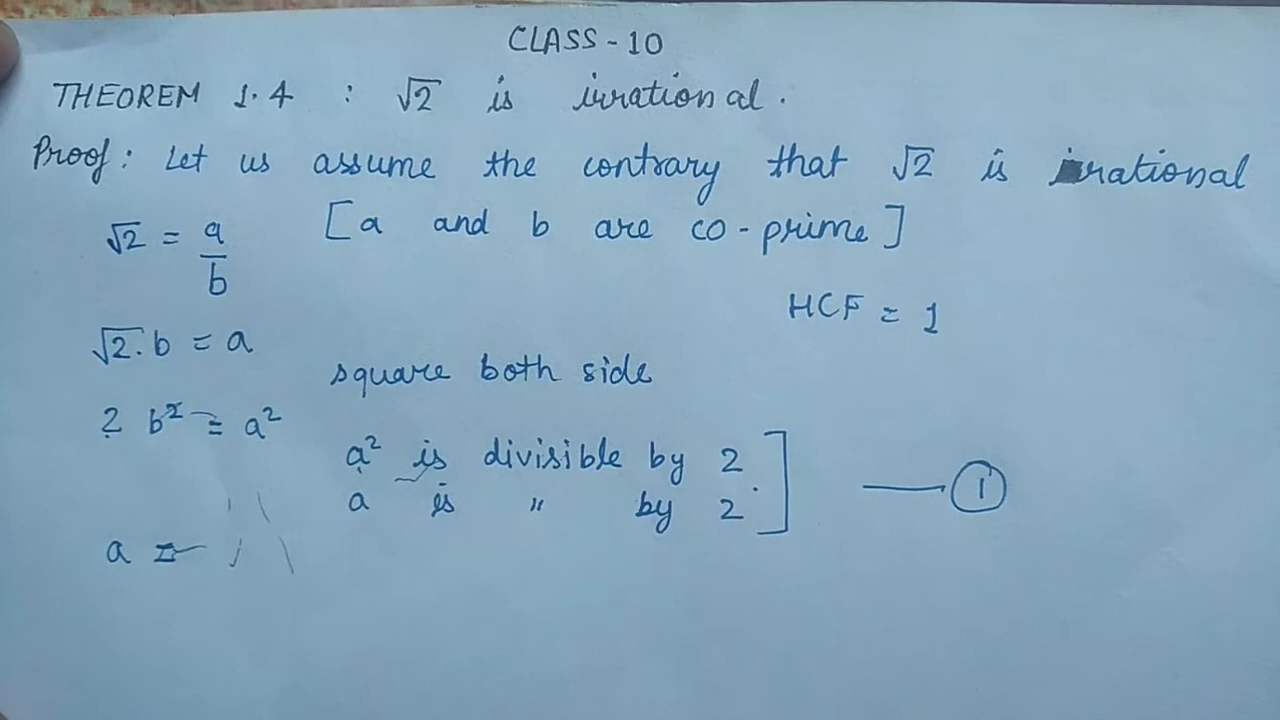 CLASS - 10
THEOREM 1.4 : √2 is irrational.
Proof : Let us assume the contrary that √2 is rational
√2 = a/b [a and b are co-prime]
HCF = 1
√2.b = a
square both side
2 b² = a²
a² is divisible by 2
a is " by 2. ] —— ①
a =